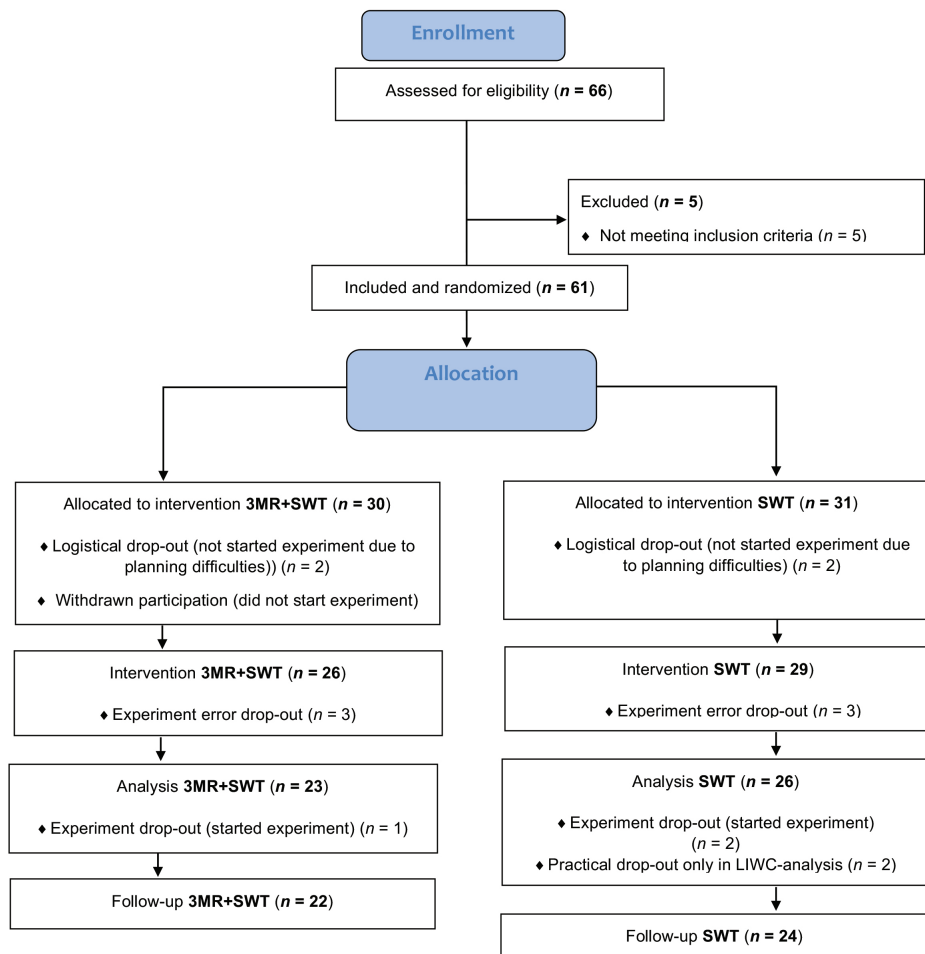 Enrollment
Assessed for eligibility (n = 66)
Excluded (n = 5)
♦ Not meeting inclusion criteria (n = 5)
Included and randomized (n = 61)
Allocation
Allocated to intervention 3MR+SWT (n = 30)
♦ Logistical drop-out (not started experiment due to
planning difficulties)) (n = 2)
♦ Withdrawn participation (did not start experiment)
Allocated to intervention SWT (n = 31)
♦ Logistical drop-out (not started experiment due
to planning difficulties) (n = 2)
Intervention 3MR+SWT (n = 26)
♦ Experiment error drop-out (n = 3)
Intervention SWT (n = 29)
♦ Experiment error drop-out (n = 3)
Analysis 3MR+SWT (n = 23)
♦ Experiment drop-out (started experiment) (n = 1)
Analysis SWT (n = 26)
♦ Experiment drop-out (started experiment)
(n = 2)
♦ Practical drop-out only in LIWC-analysis (n = 2)
Follow-up 3MR+SWT (n = 22)
Follow-up SWT (n = 24)